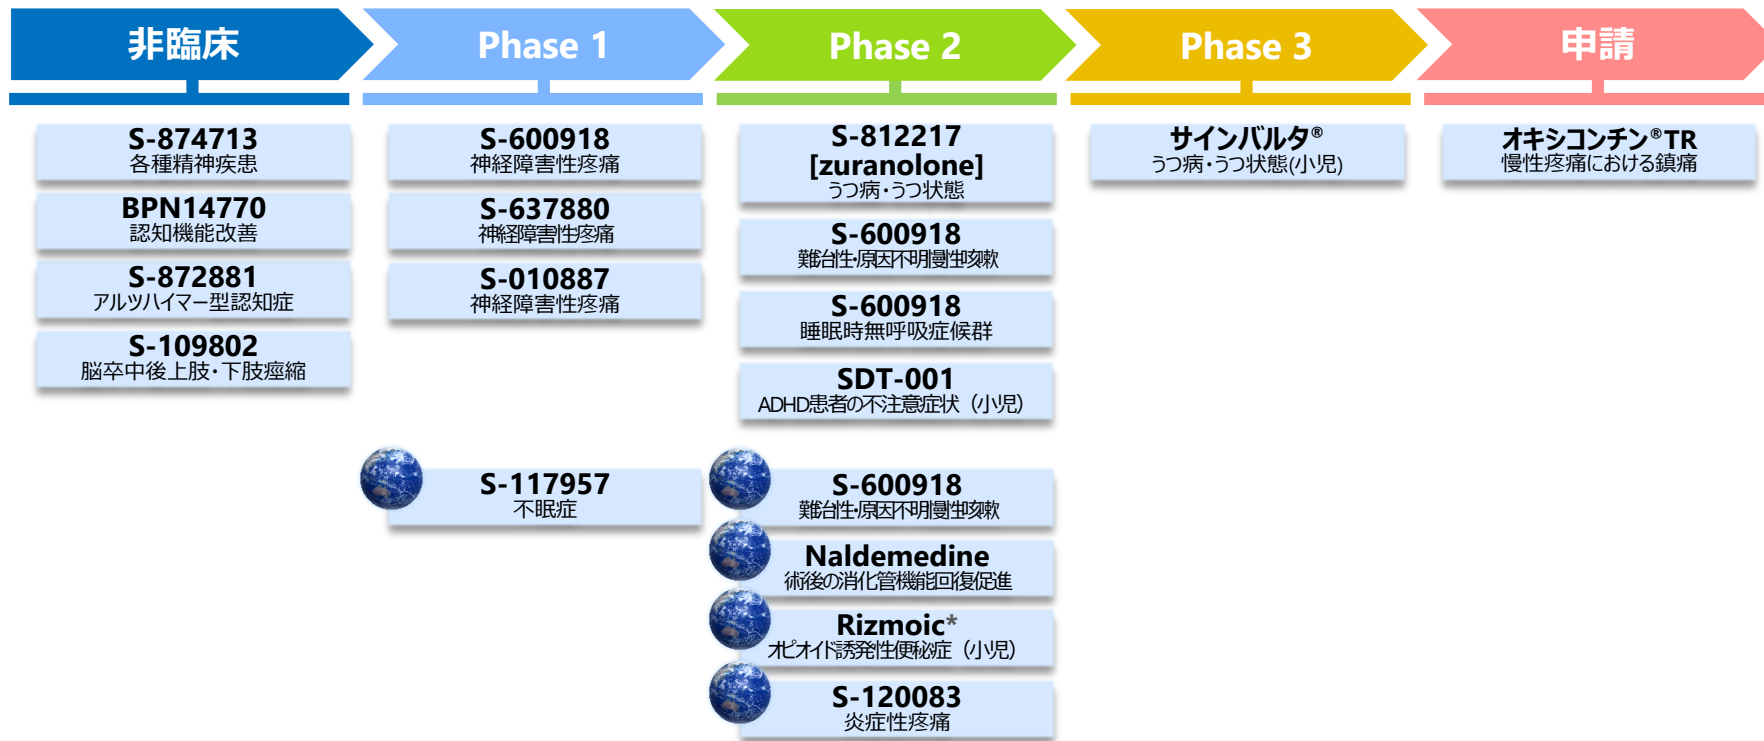 非臨床
Phase 1
Phase 2
Phase 3
申請
S-874713
各種精神疾患
BPN14770
認知機能改善
S-872881
アルツハイマー型認知症
S-109802
脳卒中後上肢・下肢痙縮
S-600918
神経障害性疼痛
S-637880
神経障害性疼痛
S-010887
神経障害性疼痛
S-117957
不眠症
S-812217
[zuranolone]
うつ病・うつ状態
S-600918
難治性・原因不明慢性咳嗽
S-600918
睡眠時無呼吸症候群
SDT-001
ADHD患者の不注意症状（小児）
S-600918
難治性・原因不明慢性咳嗽
Naldemedine
術後の消化管機能回復促進
Rizmoic*
オピオイド誘発性便秘症（小児）
S-120083
炎症性疼痛
サインバルタ®
うつ病・うつ状態(小児)
オキシコンチン®TR
慢性疼痛における鎮痛